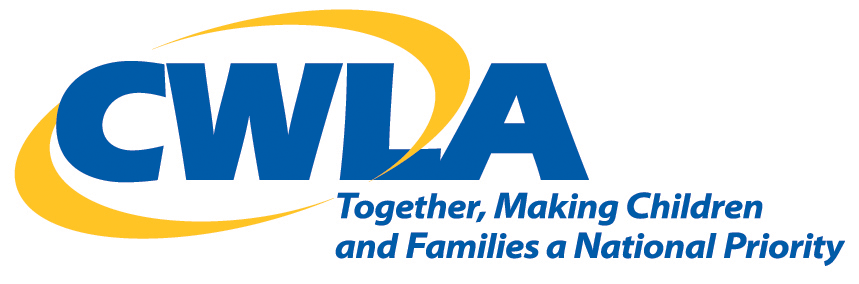 CWLA
Together, Making Children
and Families a National Priority